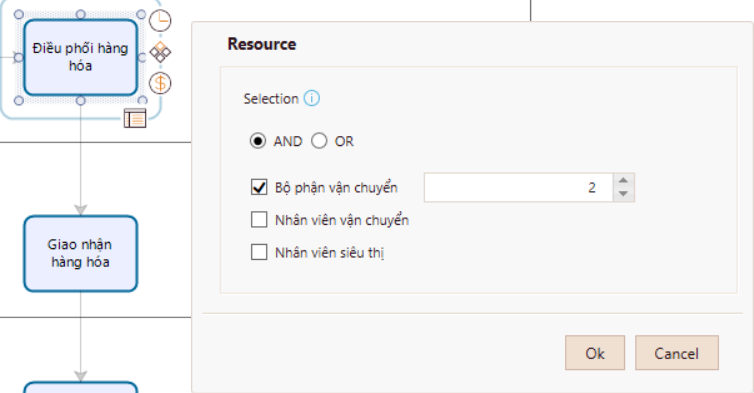 Điều phối hàng
hóa
Resource
Selection
AND OR
Bộ phận vận chuyển 2
Nhân viên vận chuyển
Nhân viên siêu thị
Giao nhận
hàng hóa
Ok Cancel